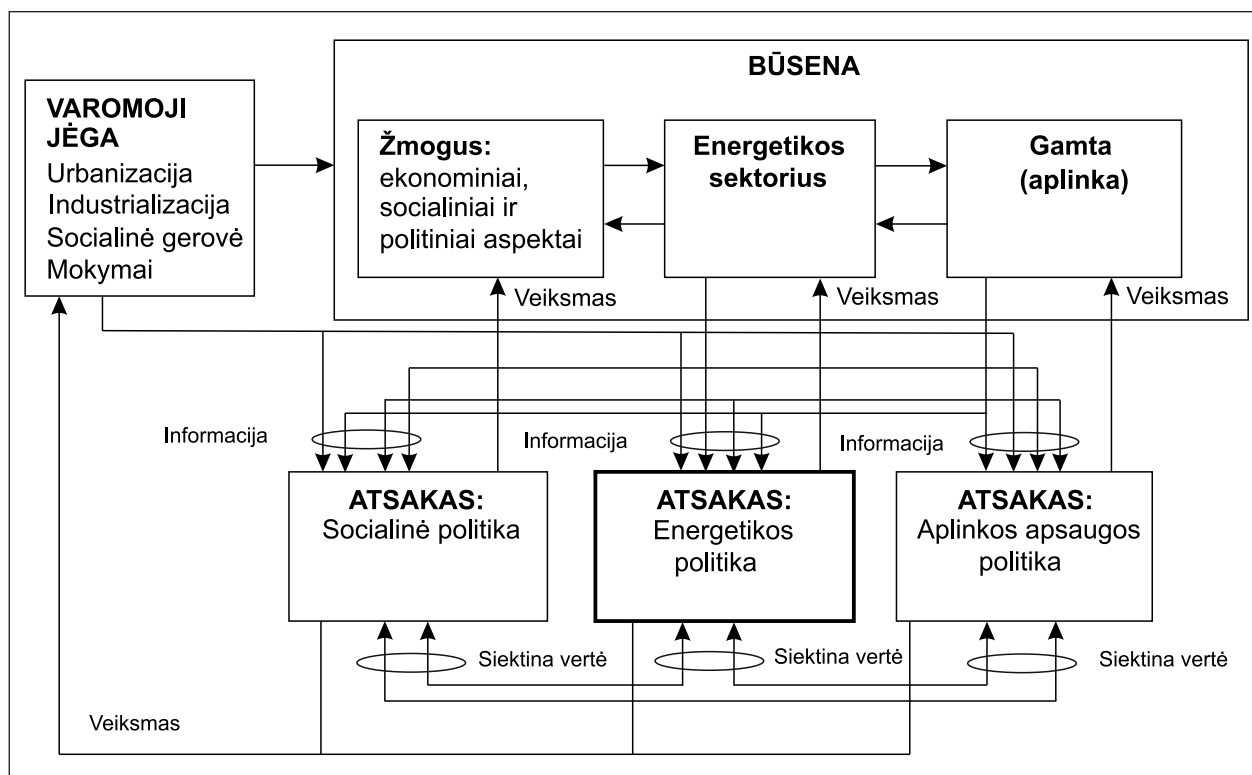 BŪSENA
VAROMOJI
JĖGA
Urbanizacija
Industrializacija
Socialinė gerovė
Mokymai
Žmogus:
ekonominiai,
socialiniai ir
politiniai aspektai
Energetikos
sektorius
Gamta
(aplinka)
Veiksmas
Veiksmas
Veiksmas
Informacija
Informacija
Informacija
ATSAKAS:
Socialinė politika
ATSAKAS:
Energetikos
politika
ATSAKAS:
Aplinkos apsaugos
politika
Siektina vertė
Siektina vertė
Siektina vertė
Veiksmas